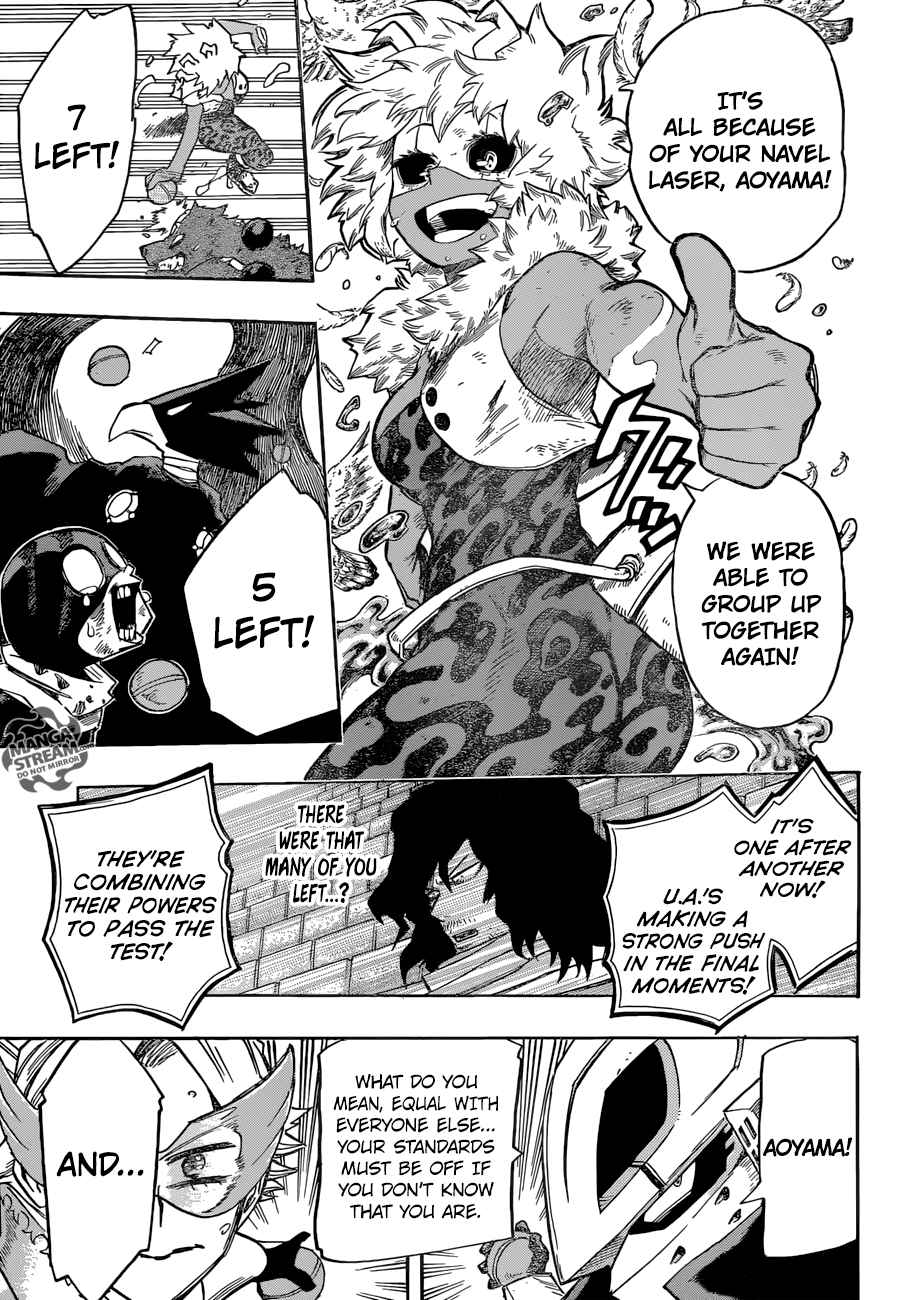 IT'S
ALL BECAUSE
OF YOUR NAVEL
LASER, AOYAMA!
グッ
WE WERE
ABLE TO
GROUP UP
TOGETHER
AGAIN!
7
LEFT!
5
LEFT!
MANGA
STREAM.com
DO NOT MIRROR
IT'S
ONE AFTER
ANOTHER
NOW!
U.A.'S
MAKING A
STRONG PUSH
IN THE FINAL
MOMENTS!
THERE
WERE THAT
MANY OF YOU
LEFT...?
THEY'RE
COMBINING
THEIR POWERS
TO PASS THE
TEST!
AOYAMA!
WHAT DO YOU
MEAN, EQUAL WITH
EVERYONE ELSE...
YOUR STANDARDS
MUST BE OFF IF
YOU DON'T KNOW
THAT YOU ARE.
AND...